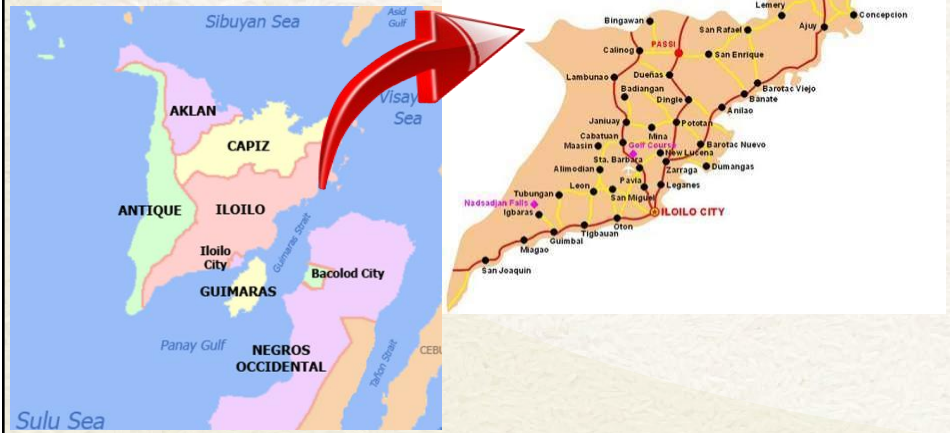 Sibuyan Sea
Asid
Gulf
Visay
Sea
AKLAN
CAPIZ
ANTIQUE
ILOILO
Iloilo
City
Guimaras Strait
GUIMARAS
Bacolod City
Panay Gulf
NEGROS
OCCIDENTAL
Tañon Strait
CEBU
Sulu Sea
Lemery
Concepcion
Bingawan
San Rafael
Ajuy
Calinog
PASSI
San Enrique
Lambunao
Dueñas
Badiangan
Dingle
Barotac Viejo
Banate
Anilao
Janiuay
Pototan
Cabatuan
Mina
Maasin
Golf Course
Barotac Nuevo
New Lucena
Sta. Barbara
Alimodian
Zarraga
Dumangas
Pavia
Leganes
Tubungan
Leon
San Miguel
Nadsadjan Falls
Igbaras
ILOILO CITY
Oton
Tigbauan
Guimbal
Miagao
San Joaquin